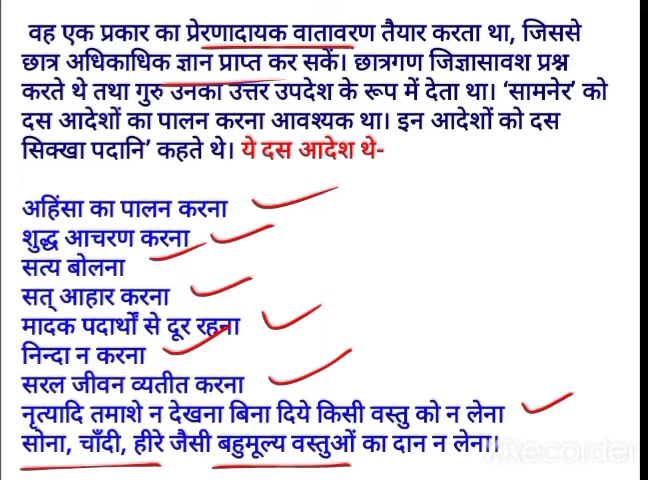 वह एक प्रकार का प्रेरणादायक वातावरण तैयार करता था, जिससे
छात्र अधिकाधिक ज्ञान प्राप्त कर सकें। छात्रगण जिज्ञासावश प्रश्न
करते थे तथा गुरु उनका उत्तर उपदेश के रूप में देता था। ‘सामनेर’ को
दस आदेशों का पालन करना आवश्यक था। इन आदेशों को दस
सिक्खा पदानि’ कहते थे। ये दस आदेश थे-
अहिंसा का पालन करना
शुद्ध आचरण करना
सत्य बोलना
सत् आहार करना
मादक पदार्थों से दूर रहना
निन्दा न करना
सरल जीवन व्यतीत करना
नृत्यादि तमाशे न देखना बिना दिये किसी वस्तु को न लेना
सोना, चाँदी, हीरे जैसी बहुमूल्य वस्तुओं का दान न लेना।
XRecorder